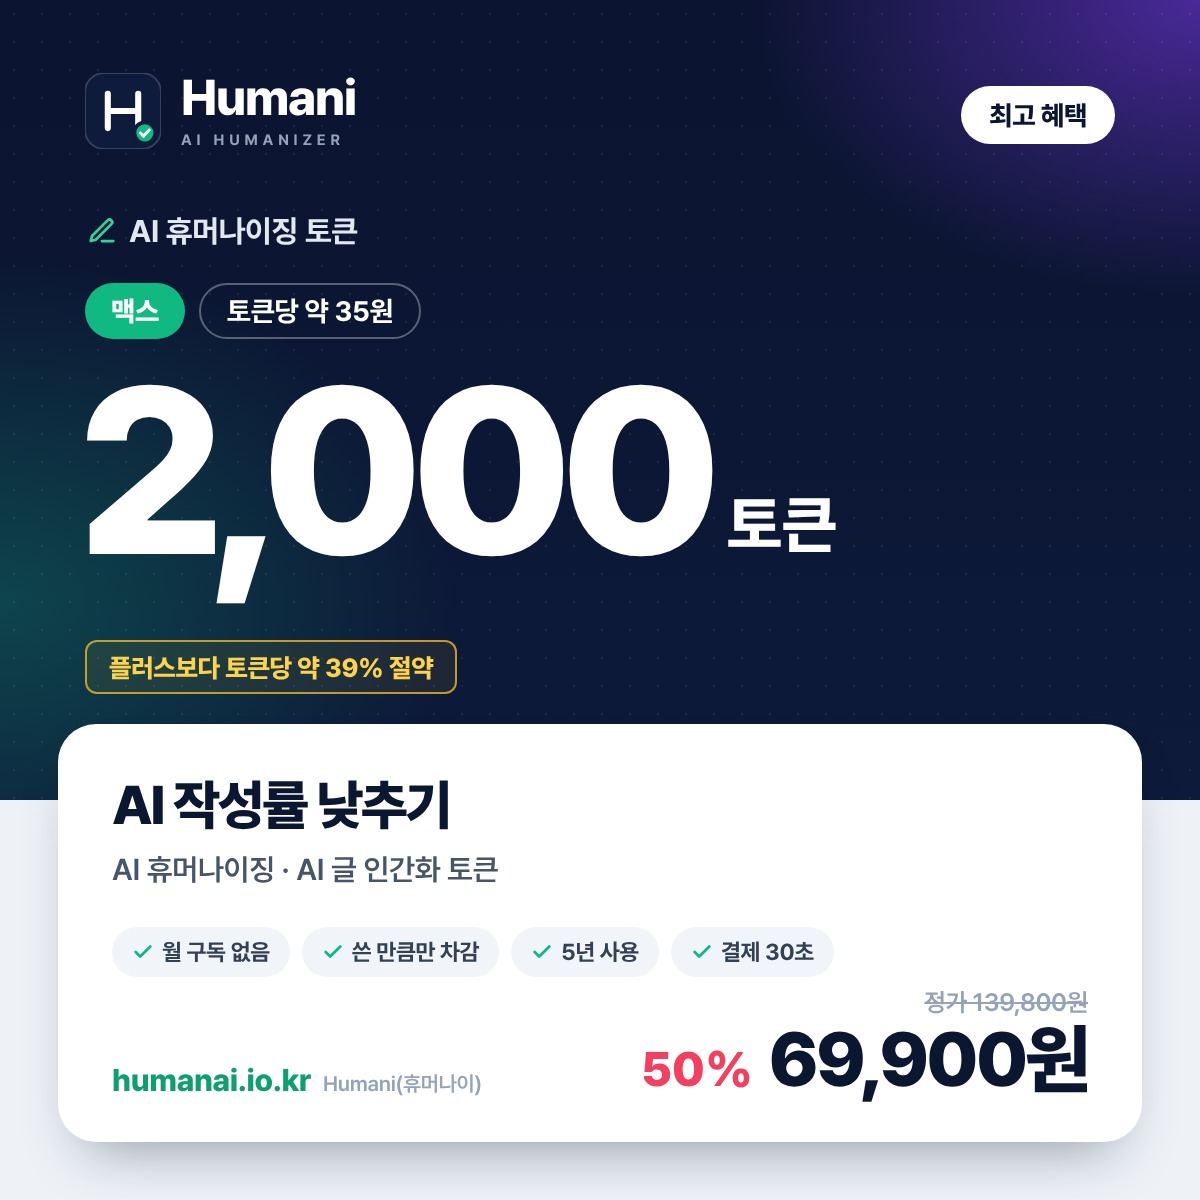 Humani
AI HUMANIZER
최고 혜택
AI 휴머나이징 토큰
맥스
토큰당 약 35원
2,000 토큰
플러스보다 토큰당 약 39% 절약
AI 작성률 낮추기
AI 휴머나이징 · AI 글 인간화 토큰
월 구독 없음
쓴 만큼만 차감
5년 사용
결제 30초
정가 139,800원
50% 69,900원
humanai.io.kr Humani(휴머나이)